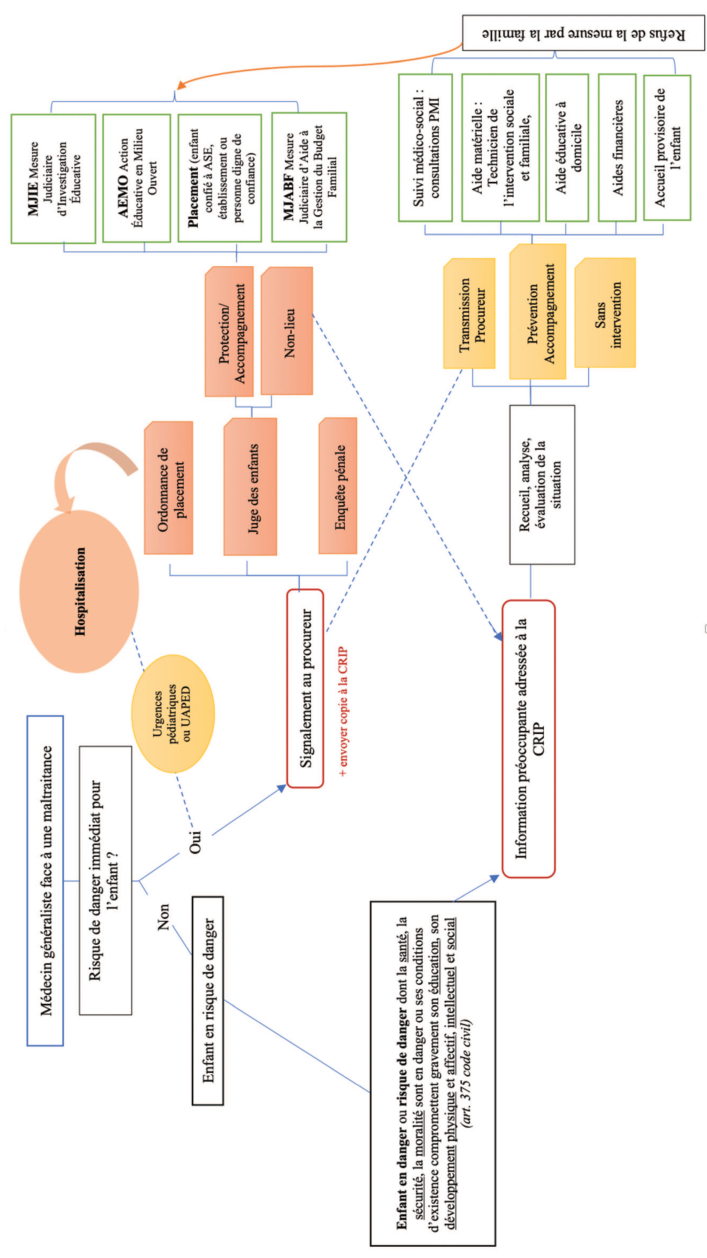 Médecin généraliste face à une maltraitance
Risque de danger immédiat pour
l'enfant ?
Non
Oui
Urgences
pédiatriques
ou UAPED
Hospitalisation
Enfant en risque de danger
Signalement au procureur
+ envoyer copie à la CRIP
Ordonnance de
placement
Juge des enfants
Enquête pénale
Protection/
Accompagnement
Non-lieu
MJIE Mesure
Judiciaire
d'Investigation
Éducative
AEMO Action
Éducative en Milieu
Ouvert
Placement (enfant
confié à ASE,
établissement ou
personne digne de
confiance)
MJABF Mesure
Judiciaire d'Aide à
la Gestion du Budget
Familial
Enfant en danger ou risque de danger dont la santé, la
sécurité, la moralité sont en danger ou ses conditions
d'existence compromettent gravement son éducation, son
développement physique et affectif, intellectuel et social
(art. 375 code civil)
Information préoccupante adressée à la
CRIP
Recueil, analyse,
évaluation de la
situation
Transmission
Procureur
Prévention
Accompagnement
Sans
intervention
Suivi médico-social :
consultations PMI
Aide matérielle :
Technicien de
l'intervention sociale
et familiale,
Aide éducative à
domicile
Aides financières
Accueil provisoire de
l'enfant
Refus de la mesure par la famille